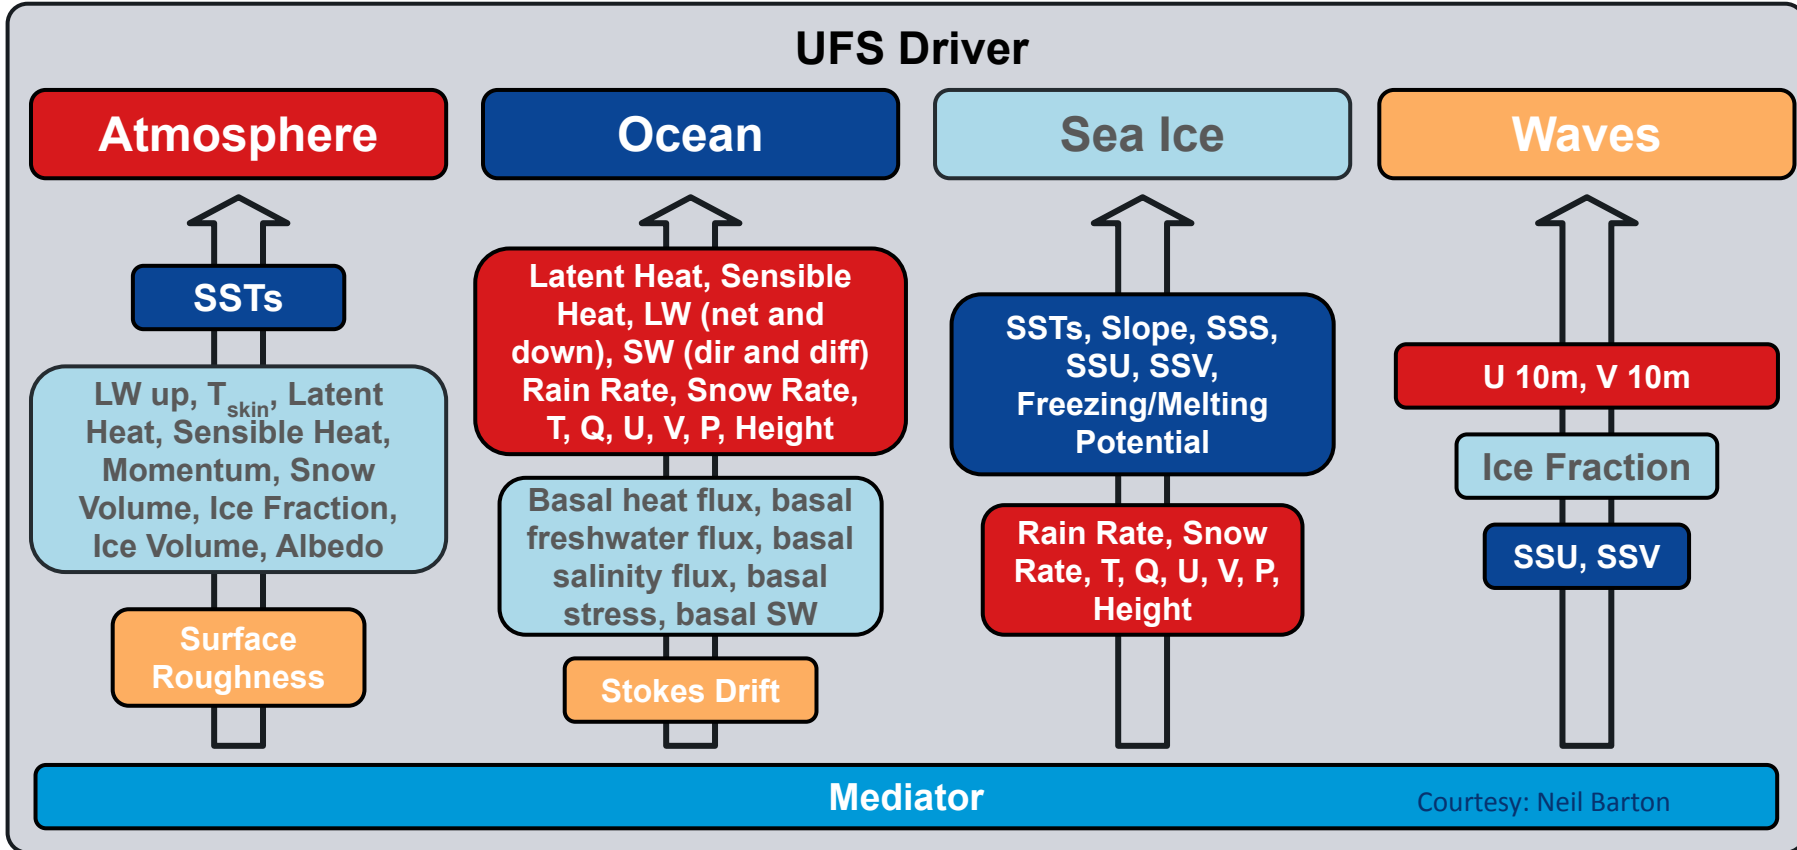 UFS Driver
Atmosphere
Ocean
Sea Ice
Waves
SSTs
LW up, T_skin, Latent
Heat, Sensible Heat,
Momentum, Snow
Volume, Ice Fraction,
Ice Volume, Albedo
Surface
Roughness
Latent Heat, Sensible
Heat, LW (net and
down), SW (dir and diff)
Rain Rate, Snow Rate,
T, Q, U, V, P, Height
Basal heat flux, basal
freshwater flux, basal
salinity flux, basal
stress, basal SW
Stokes Drift
SSTs, Slope, SSS,
SSU, SSV,
Freezing/Melting
Potential
Rain Rate, Snow
Rate, T, Q, U, V, P,
Height
U 10m, V 10m
Ice Fraction
SSU, SSV
Mediator
Courtesy: Neil Barton